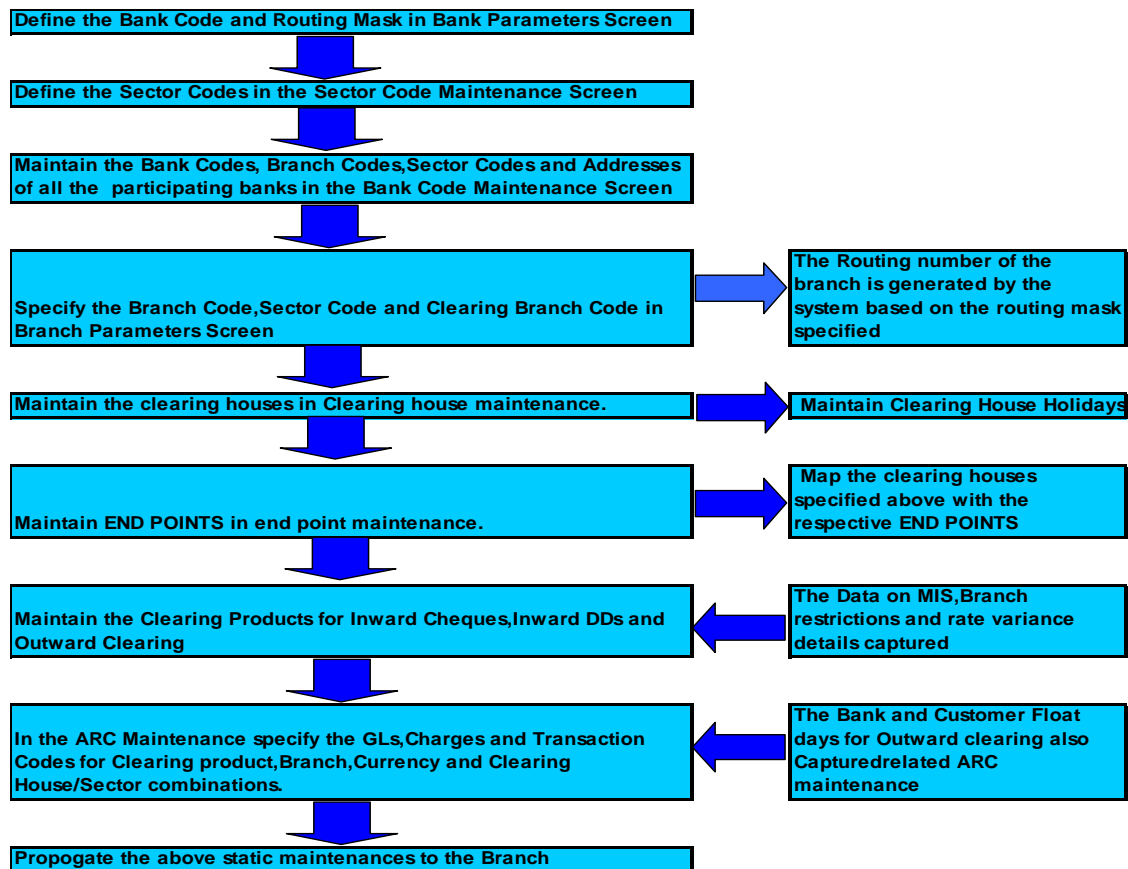 Define the Bank Code and Routing Mask in Bank Parameters Screen
Define the Sector Codes in the Sector Code Maintenance Screen
Maintain the Bank Codes, Branch Codes,Sector Codes and Addresses
of all the participating banks in the Bank Code Maintenance Screen
Specify the Branch Code,Sector Code and Clearing Branch Code in
Branch Parameters Screen
The Routing number of the
branch is generated by the
system based on the routing mask
specified
Maintain the clearing houses in Clearing house maintenance.
Maintain Clearing House Holidays
Maintain END POINTS in end point maintenance.
Map the clearing houses
specified above with the
respective END POINTS
Maintain the Clearing Products for Inward Cheques,Inward DDs and
Outward Clearing
The Data on MIS,Branch
restrictions and rate variance
details captured
In the ARC Maintenance specify the GLs,Charges and Transaction
Codes for Clearing product,Branch,Currency and Clearing
House/Sector combinations.
The Bank and Customer Float
days for Outward clearing also
Capturedrelated ARC
maintenance
Propogate the above static maintenances to the Branch